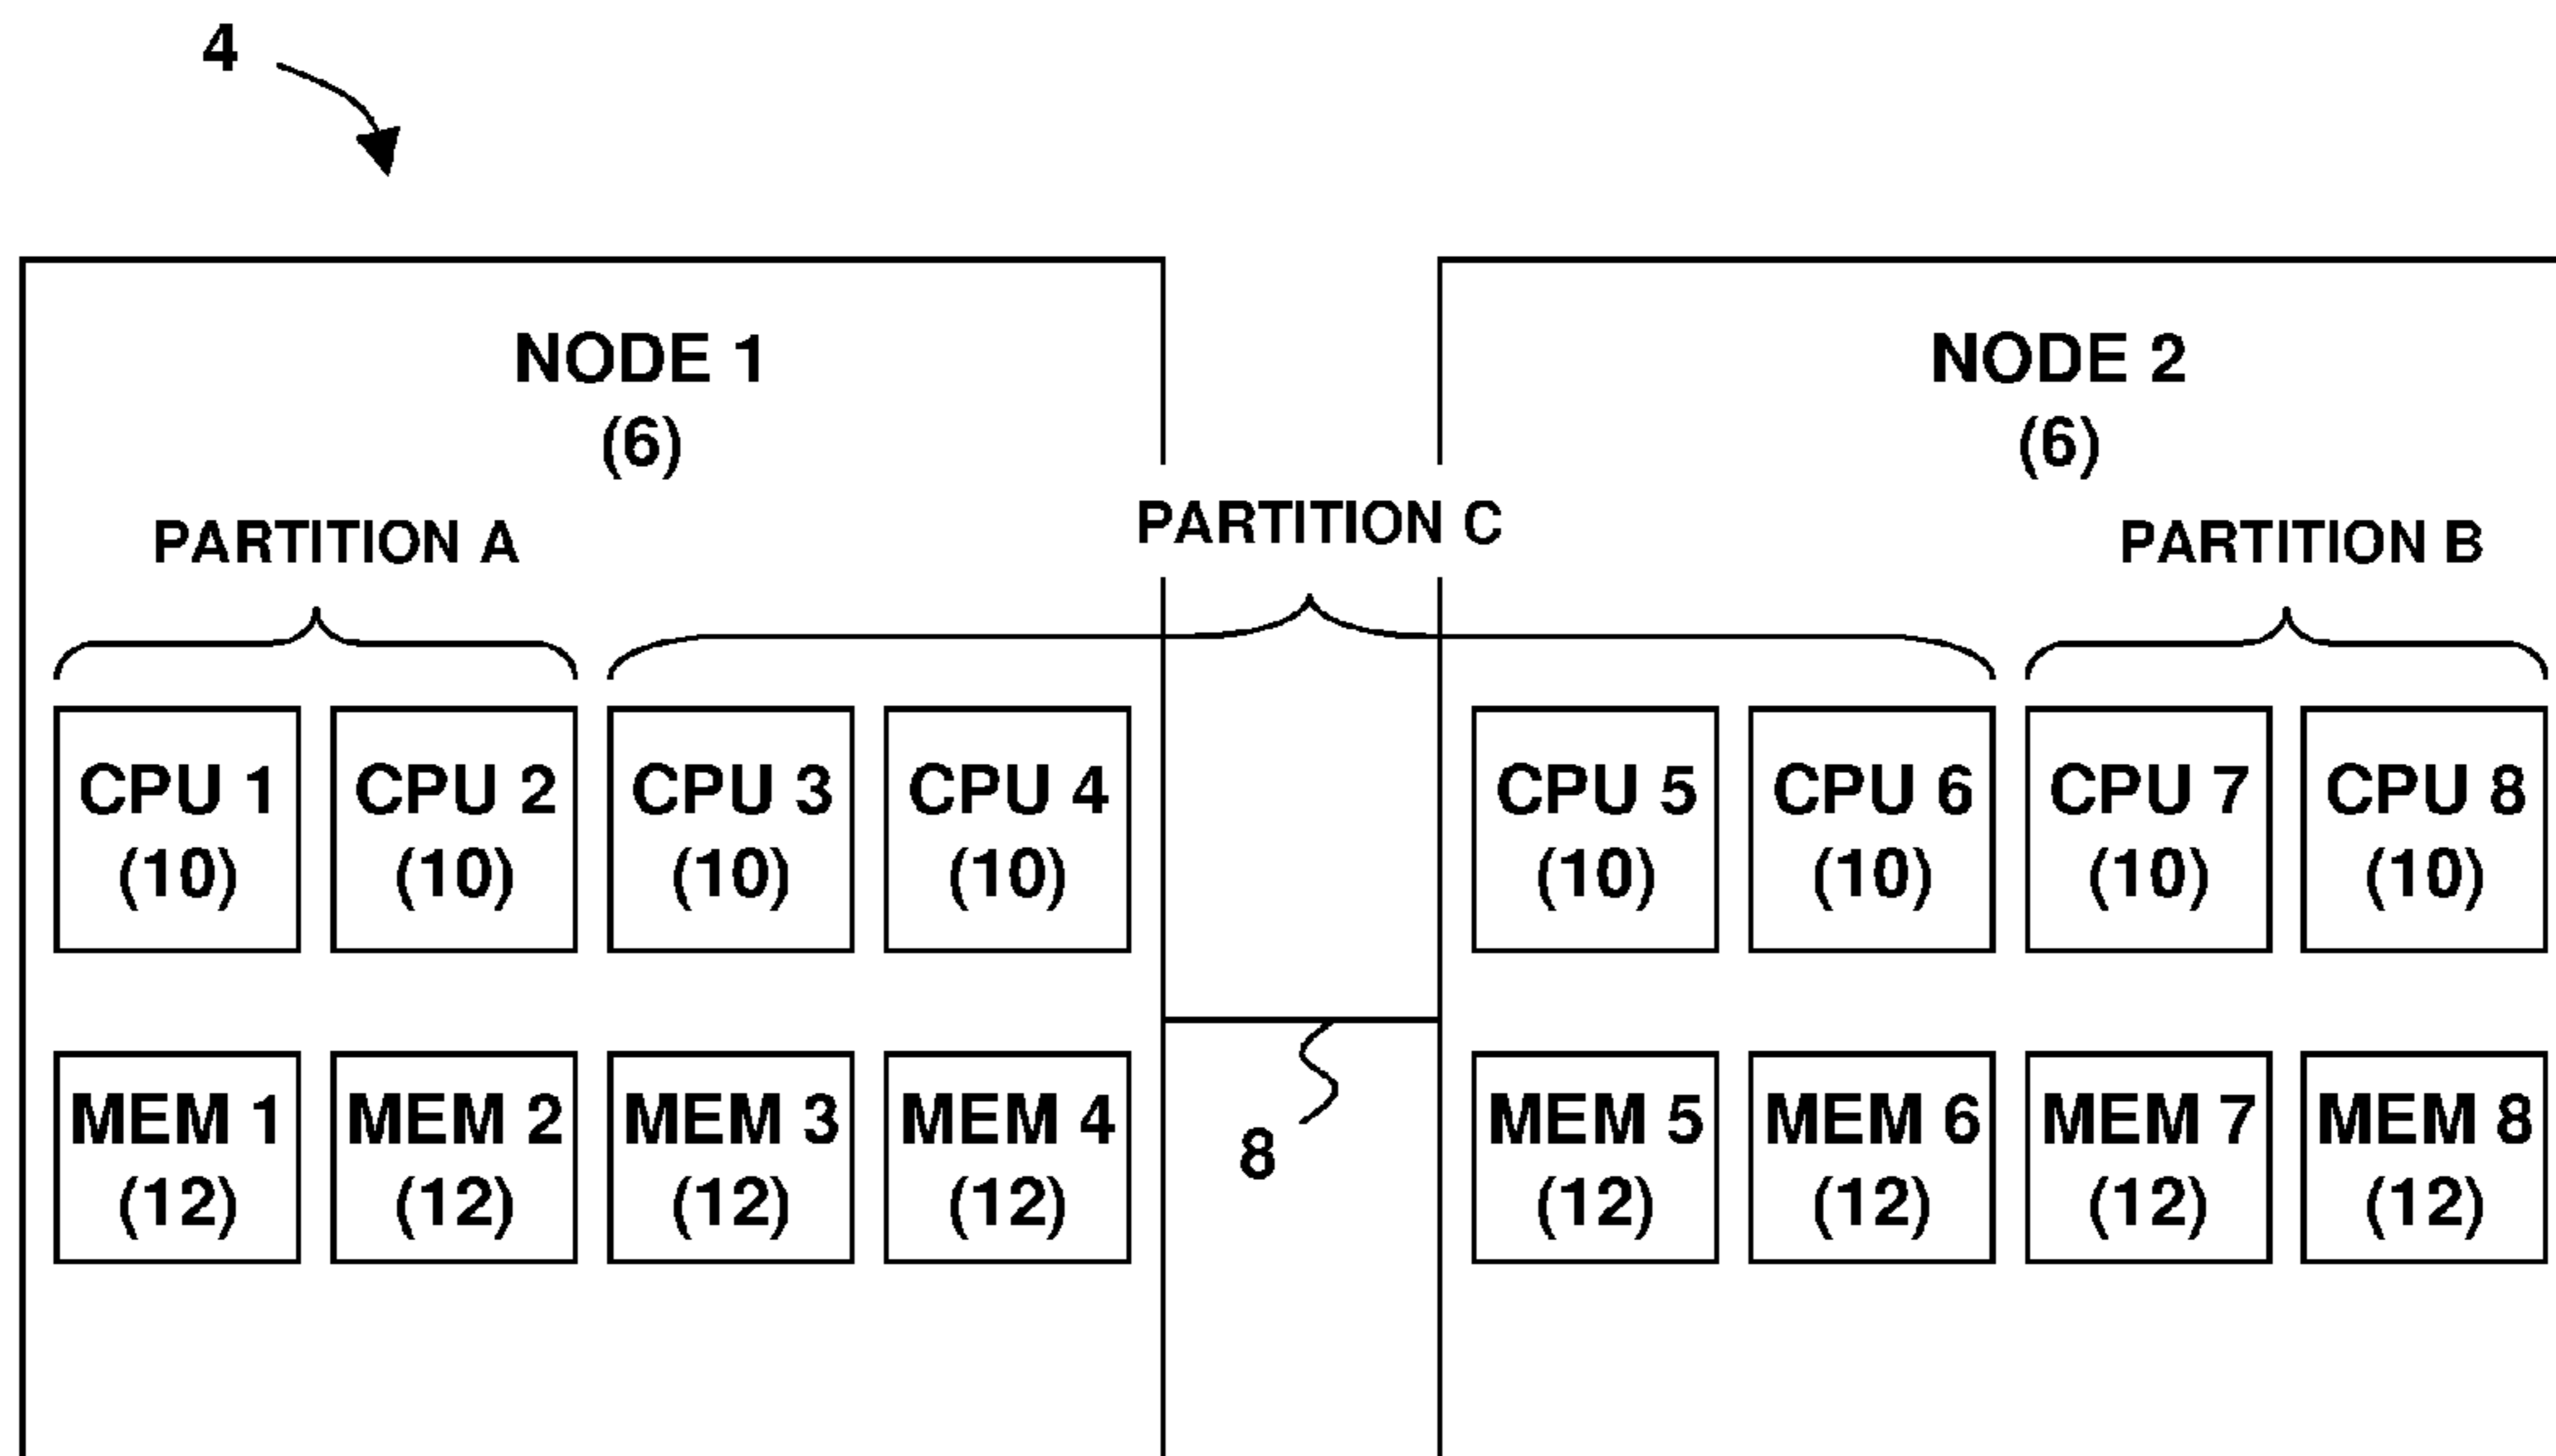 4
NODE 1
(6)
NODE 2
(6)
PARTITION A
PARTITION C
PARTITION B
CPU 1
(10)
CPU 2
(10)
CPU 3
(10)
CPU 4
(10)
CPU 5
(10)
CPU 6
(10)
CPU 7
(10)
CPU 8
(10)
MEM 1
(12)
MEM 2
(12)
MEM 3
(12)
MEM 4
(12)
8
MEM 5
(12)
MEM 6
(12)
MEM 7
(12)
MEM 8
(12)